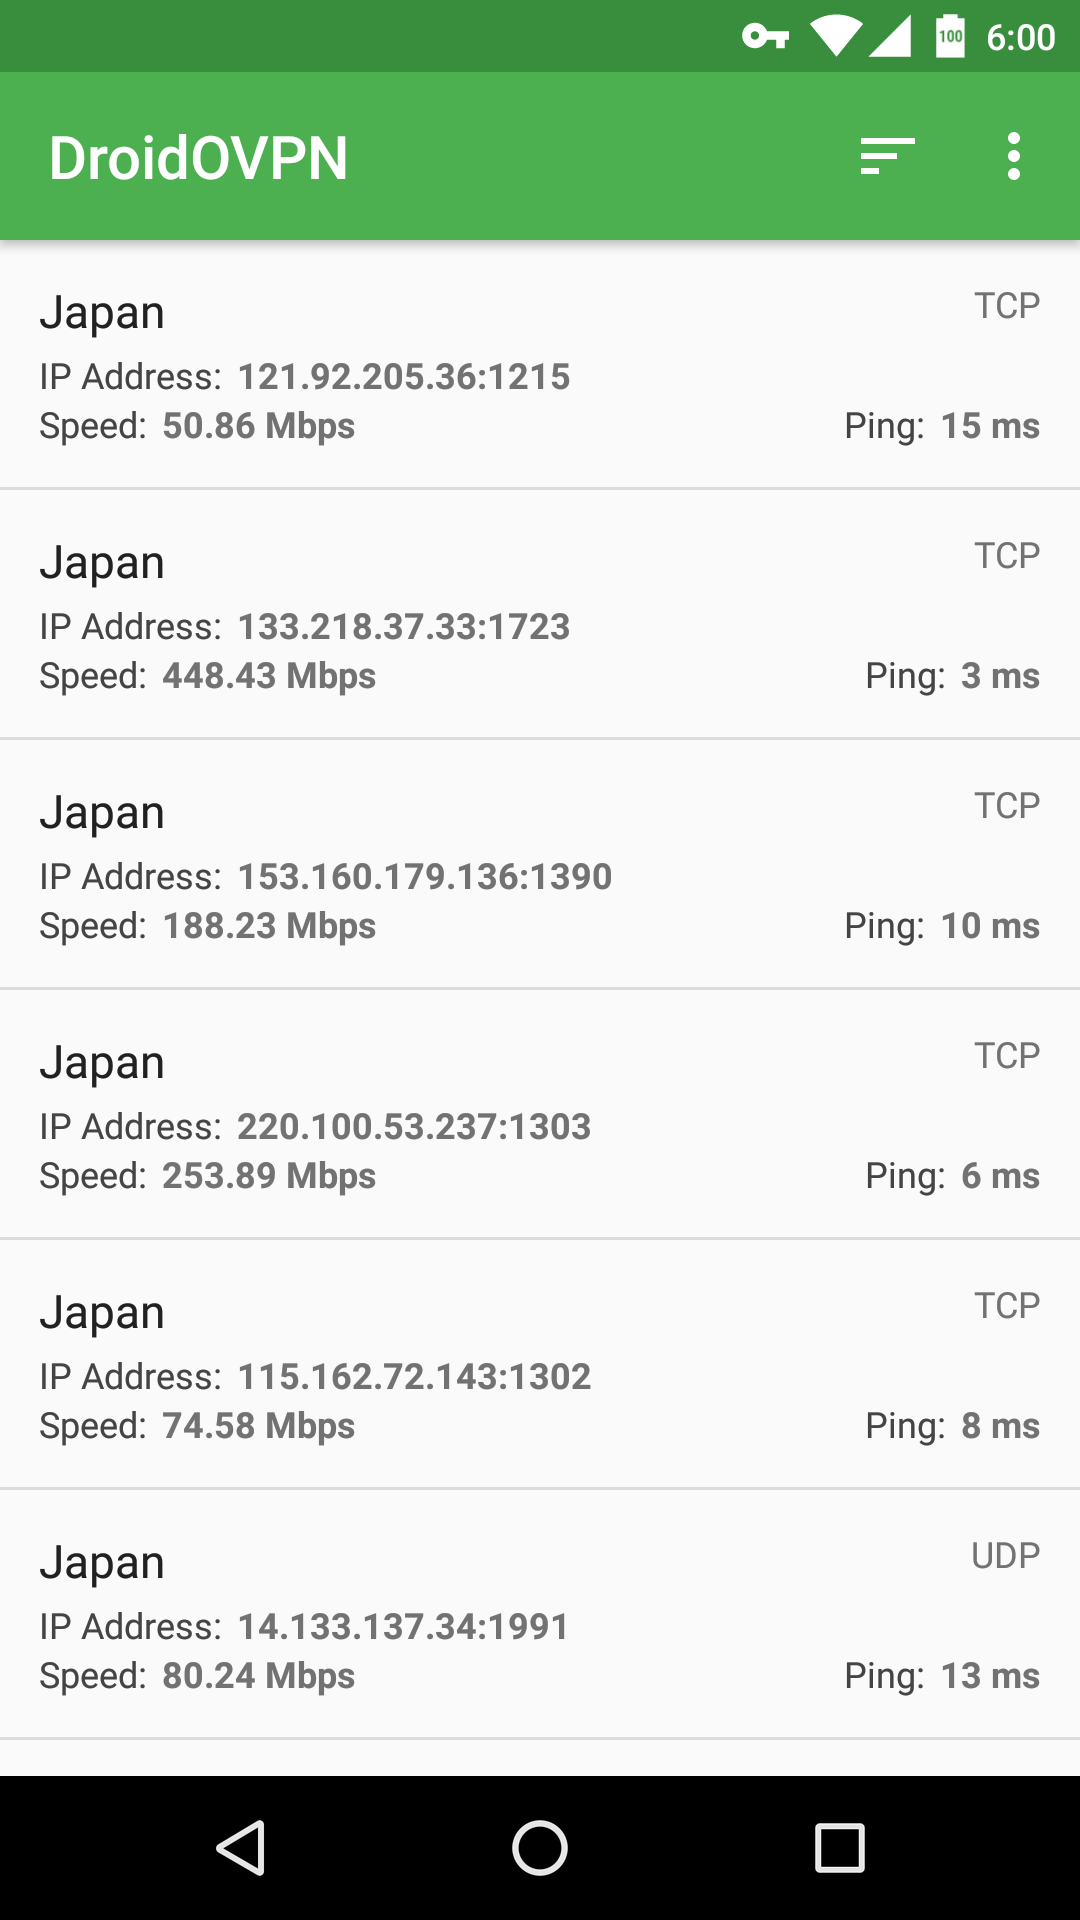 100 6:00
DroidOVPN
Japan TCP
IP Address: 121.92.205.36:1215
Speed: 50.86 Mbps Ping: 15 ms
Japan TCP
IP Address: 133.218.37.33:1723
Speed: 448.43 Mbps Ping: 3 ms
Japan TCP
IP Address: 153.160.179.136:1390
Speed: 188.23 Mbps Ping: 10 ms
Japan TCP
IP Address: 220.100.53.237:1303
Speed: 253.89 Mbps Ping: 6 ms
Japan TCP
IP Address: 115.162.72.143:1302
Speed: 74.58 Mbps Ping: 8 ms
Japan UDP
IP Address: 14.133.137.34:1991
Speed: 80.24 Mbps Ping: 13 ms